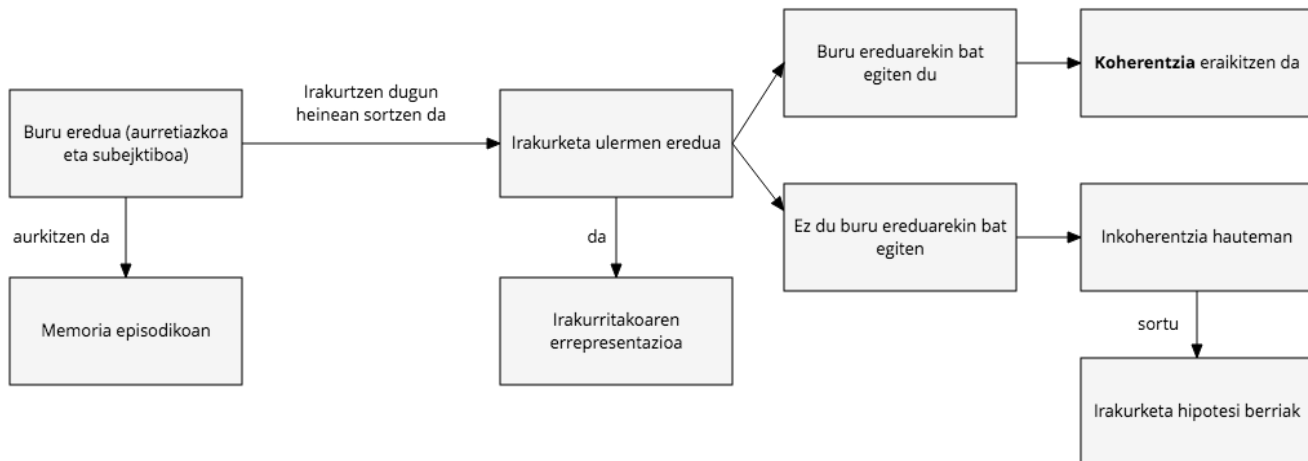 Buru eredua (aurretiazkoa
eta subejktiboa)
aurkitzen da
Memoria episodikoan
Irakurtzen dugun
heinean sortzen da
Irakurketa ulermen eredua
da
Irakurritakoaren
errepresentazioa
Buru ereduarekin bat
egiten du
Koherentzia eraikitzen da
Ez du buru ereduarekin bat
egiten
Inkoherentzia hauteman
sortu
Irakurketa hipotesi berriak